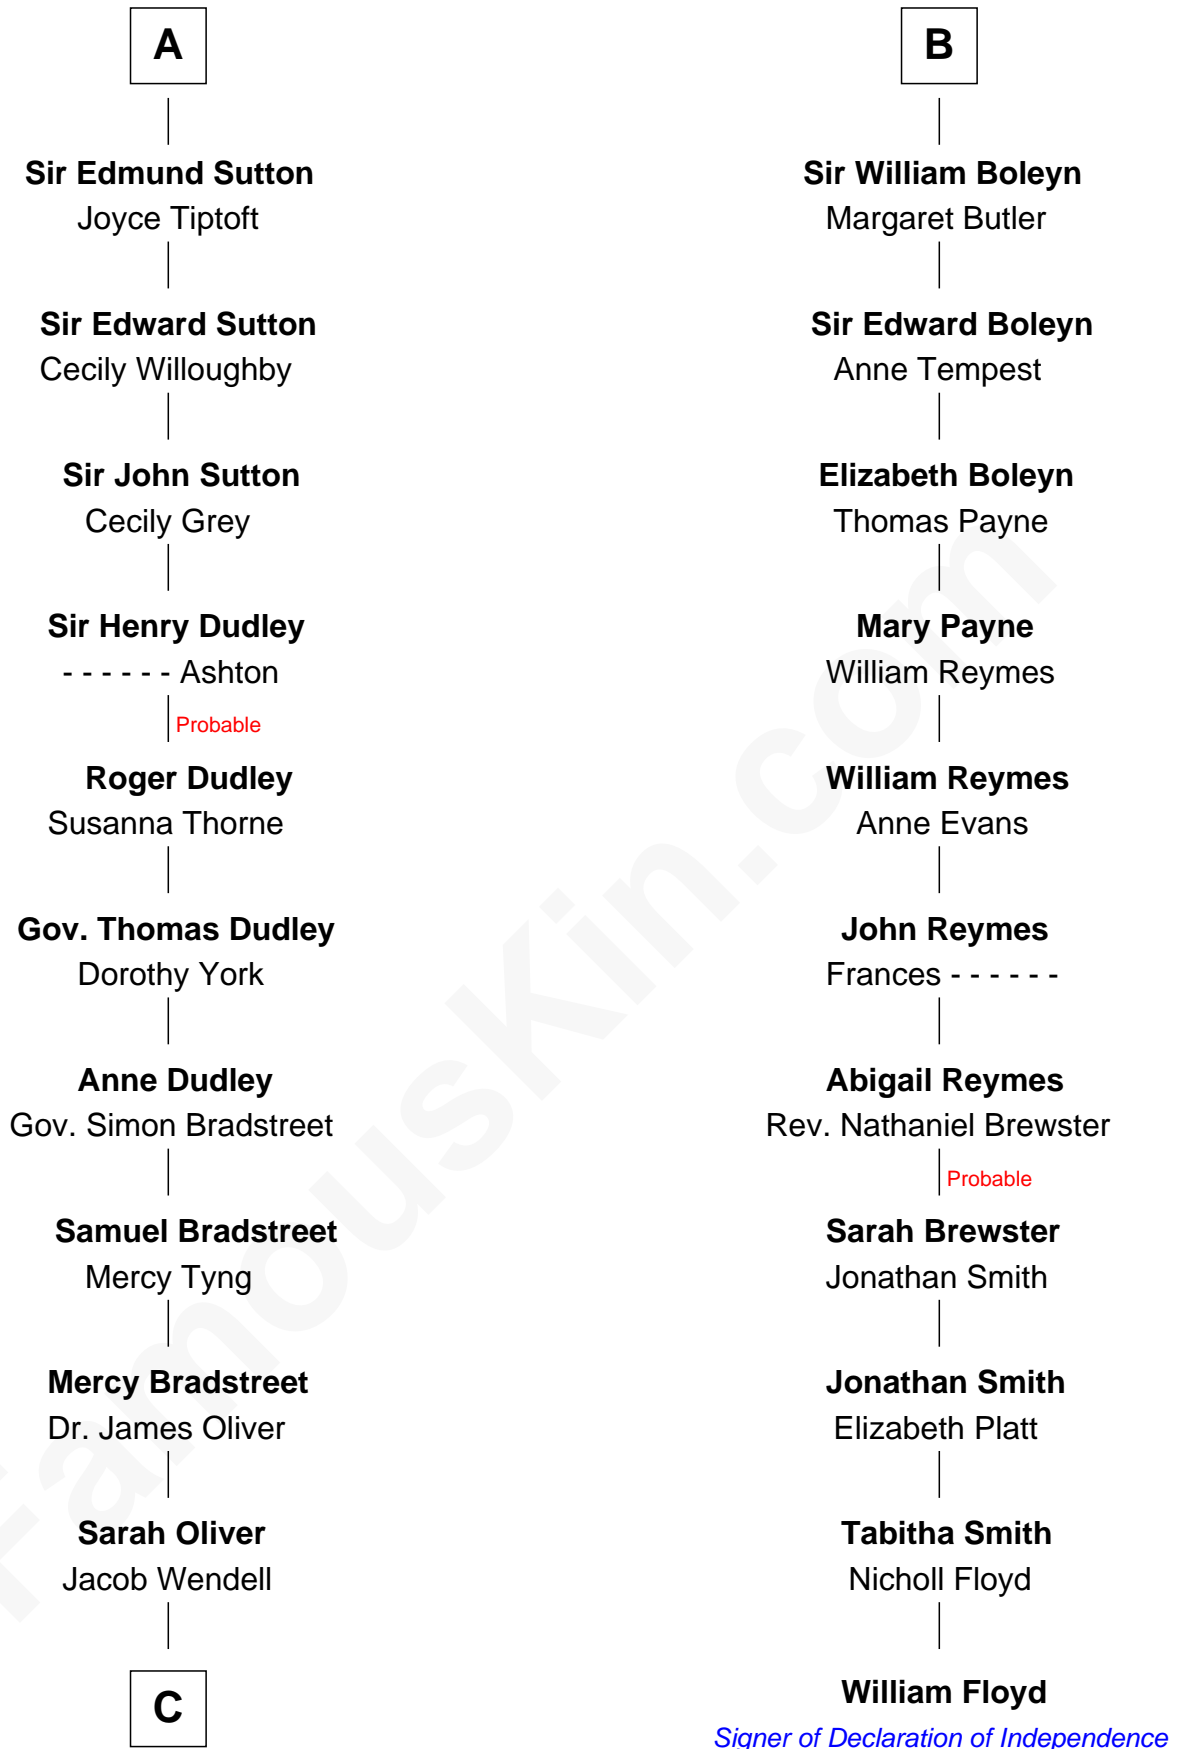 A
Sir Edmund Sutton
Joyce Tiptoft
Sir Edward Sutton
Cecily Willoughby
Sir John Sutton
Cecily Grey
Sir Henry Dudley
- - - - - - Ashton
Probable
Roger Dudley
Susanna Thorne
Gov. Thomas Dudley
Dorothy York
Anne Dudley
Gov. Simon Bradstreet
Samuel Bradstreet
Mercy Tyng
Mercy Bradstreet
Dr. James Oliver
Sarah Oliver
Jacob Wendell
C
B
Sir William Boleyn
Margaret Butler
Sir Edward Boleyn
Anne Tempest
Elizabeth Boleyn
Thomas Payne
Mary Payne
William Reymes
William Reymes
Anne Evans
John Reymes
Frances - - - - - -
Abigail Reymes
Rev. Nathaniel Brewster
Probable
Sarah Brewster
Jonathan Smith
Jonathan Smith
Elizabeth Platt
Tabitha Smith
Nicholl Floyd
William Floyd
Signer of Declaration of Independence
FamousKin.com